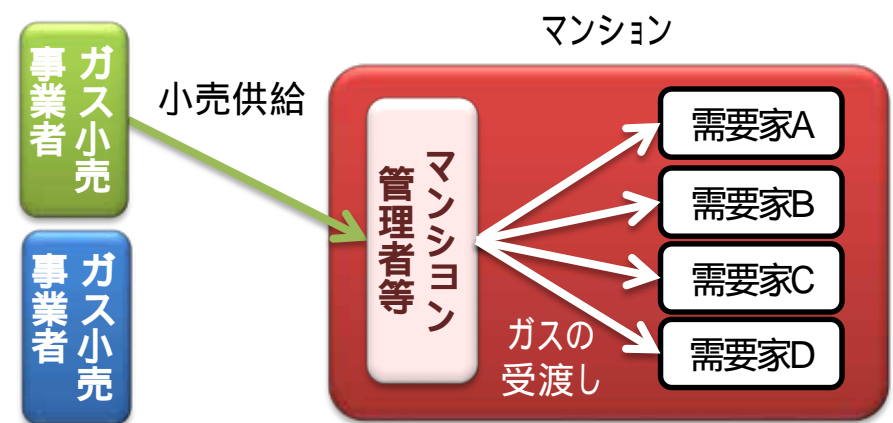 マンション
ガス小売
事業者
小売供給
マンション
管理者等
需要家A
需要家B
需要家C
需要家D
ガスの
受渡し
ガス小売
事業者